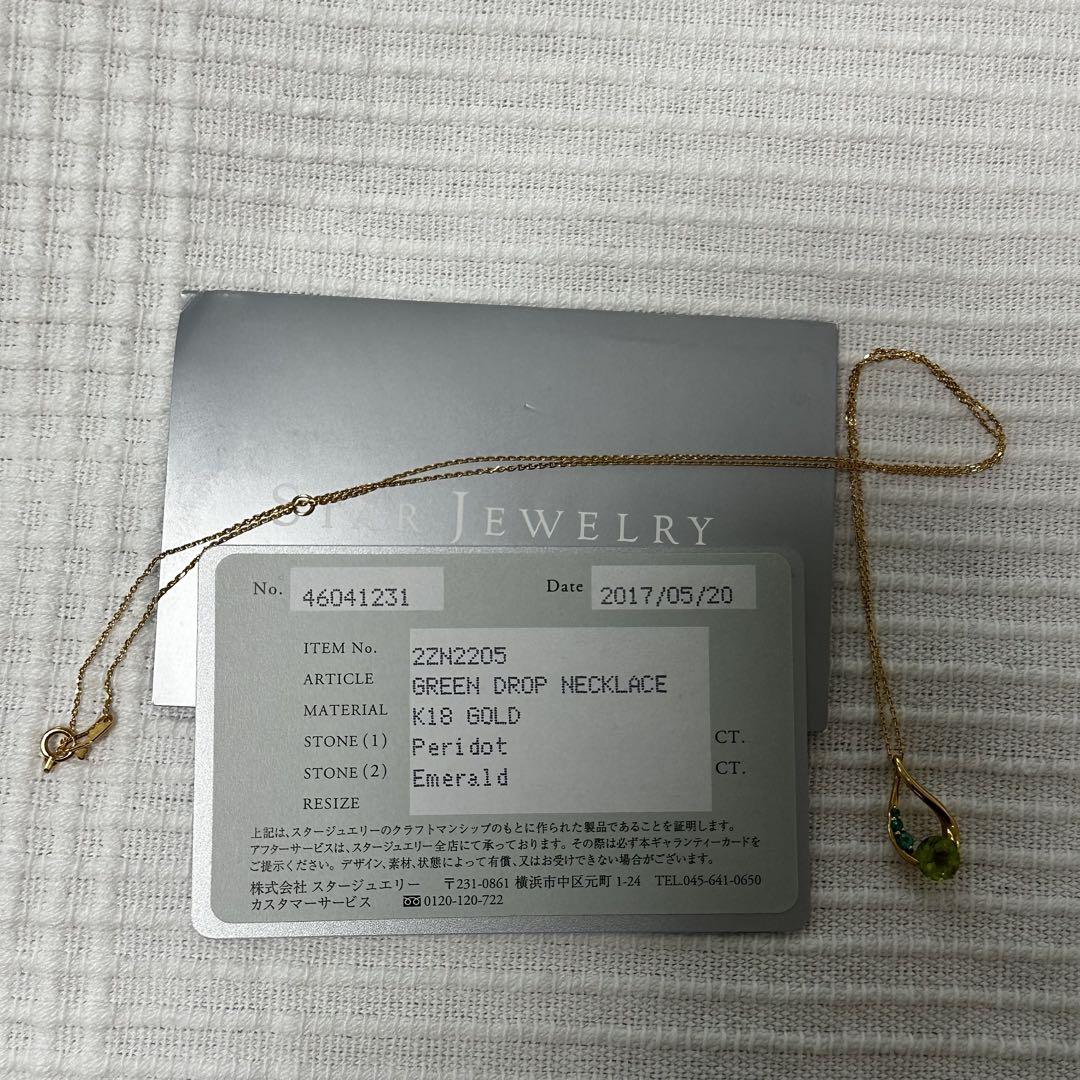 STAR JEWELRY
No. 46041231 Date 2017/05/20
ITEM No. 2ZN2205
ARTICLE GREEN DROP NECKLACE
MATERIAL K18 GOLD
STONE (1) Peridot CT.
STONE (2) Emerald CT.
RESIZE
上記は、スタージュエリーのクラフトマンシップのもとに作られた製品であることを証明します。
アフターサービスは、スタージュエリー全店にて承っております。その際は必ず本ギャランティーカードを
ご提示ください。デザイン、素材、状態によって有償、又はお受けできない場合がございます。
株式会社 スタージュエリー 〒231-0861 横浜市中区元町 1-24 TEL.045-641-0650
カスタマーサービス 0120-120-722